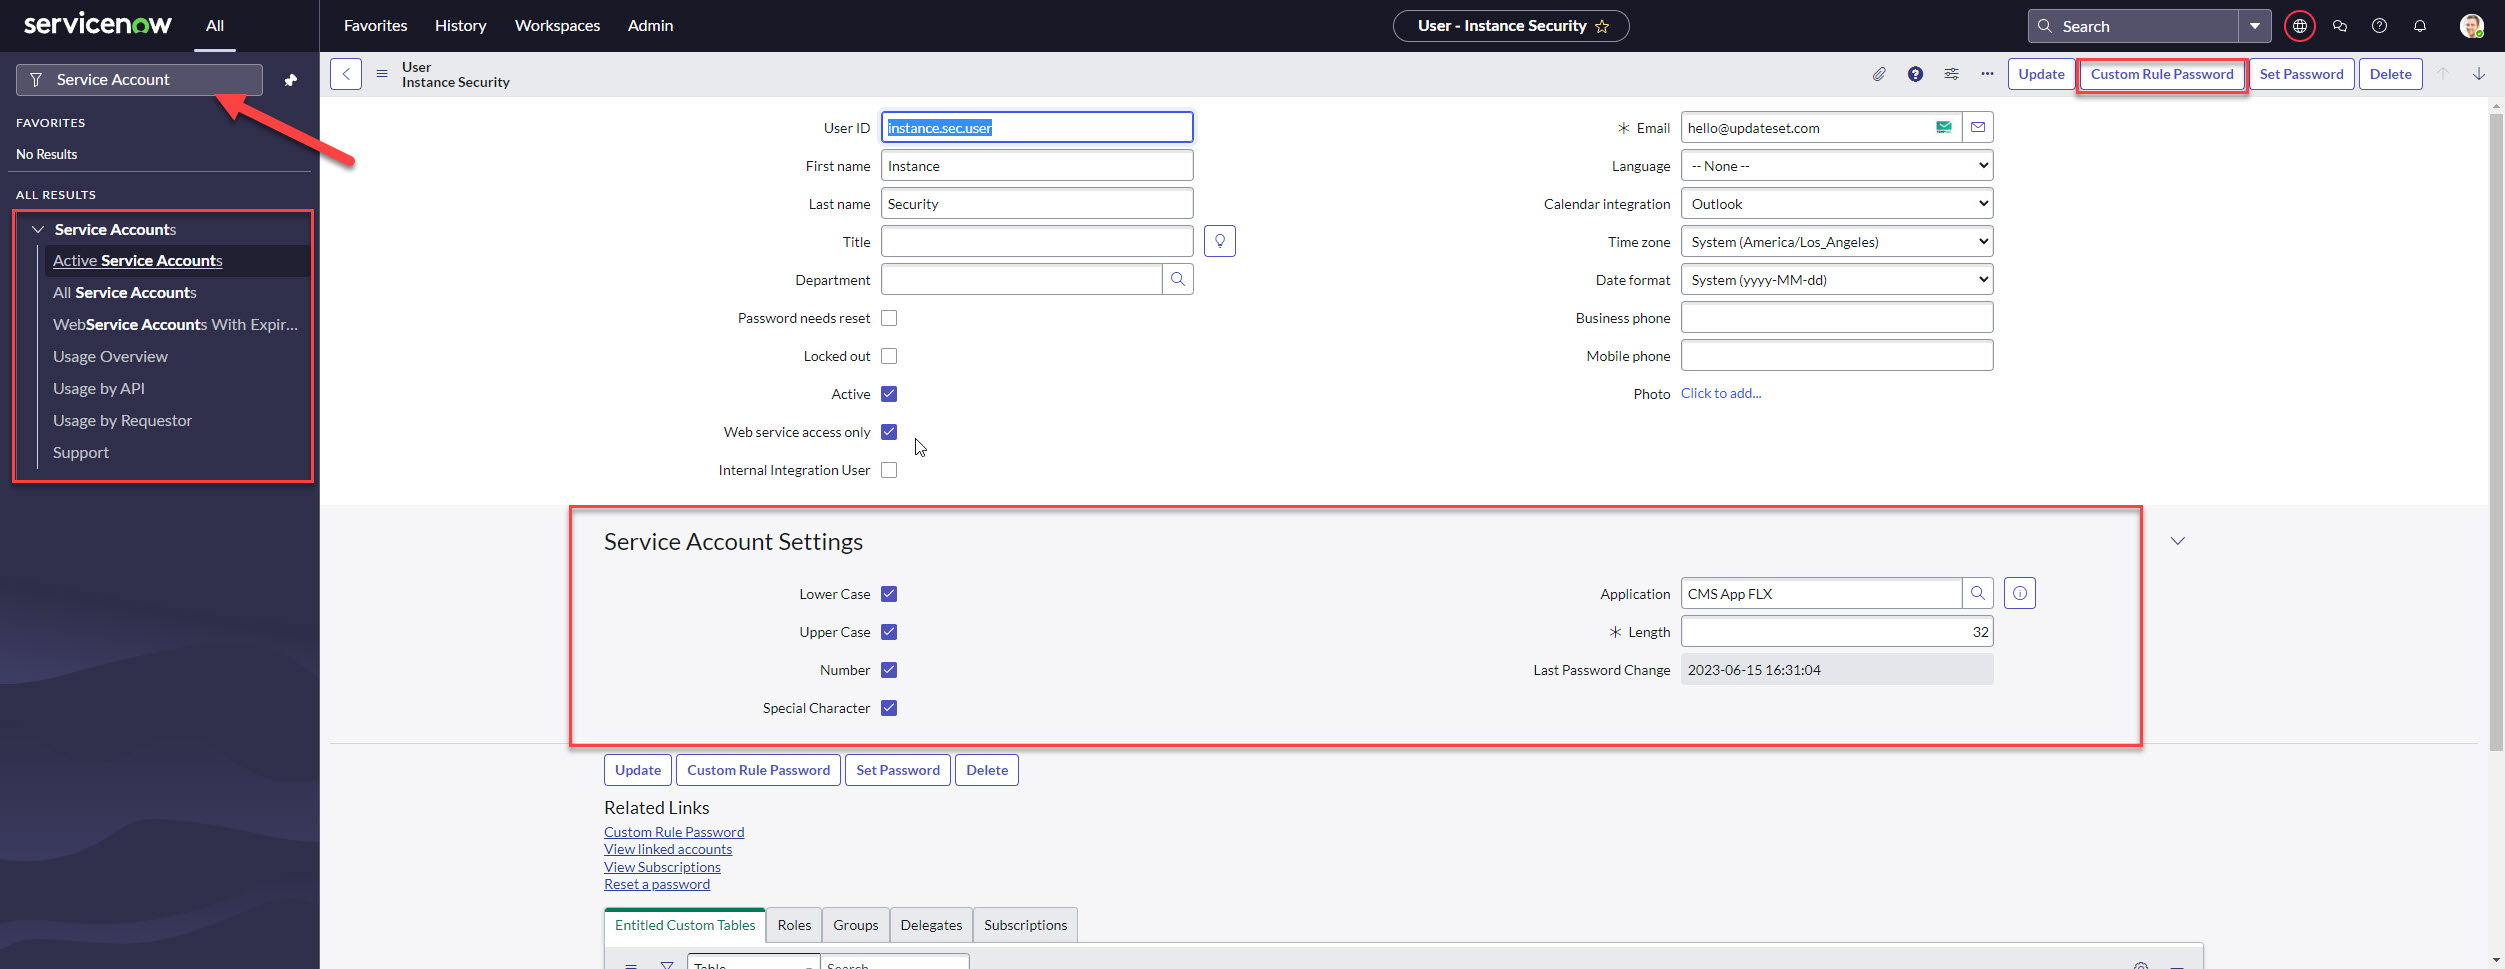 servicenow
All
Favorites
History
Workspaces
Admin
User - Instance Security
Search
Service Account
FAVORITES
No Results
ALL RESULTS
Service Accounts
Active Service Accounts
All Service Accounts
WebService Accounts With Expir...
Usage Overview
Usage by API
Usage by Requestor
Support
User
Instance Security
Update
Custom Rule Password
Set Password
Delete
User ID instance.sec.user
First name Instance
Last name Security
Title
Department
Password needs reset
Locked out
Active
Web service access only
Internal Integration User
Email hello@updateset.com
Language -- None --
Calendar integration Outlook
Time zone System (America/Los_Angeles)
Date format System (yyyy-MM-dd)
Business phone
Mobile phone
Photo Click to add...
Service Account Settings
Lower Case
Upper Case
Number
Special Character
Application CMS App FLX
Length 32
Last Password Change 2023-06-15 16:31:04
Update
Custom Rule Password
Set Password
Delete
Related Links
Custom Rule Password
View linked accounts
View Subscriptions
Reset a password
Entitled Custom Tables
Roles
Groups
Delegates
Subscriptions
Table
Search